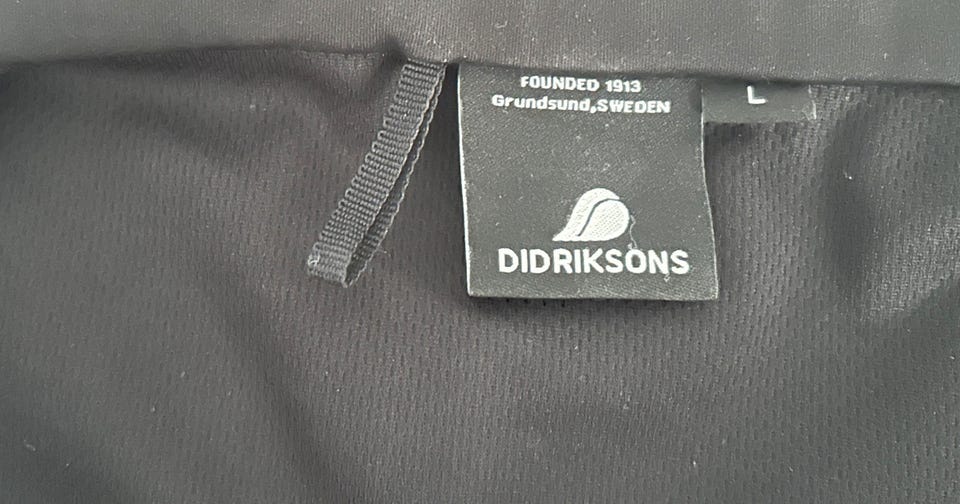 FOUNDED 1913
Grundsund,SWEDEN
L
DIDRIKSONS